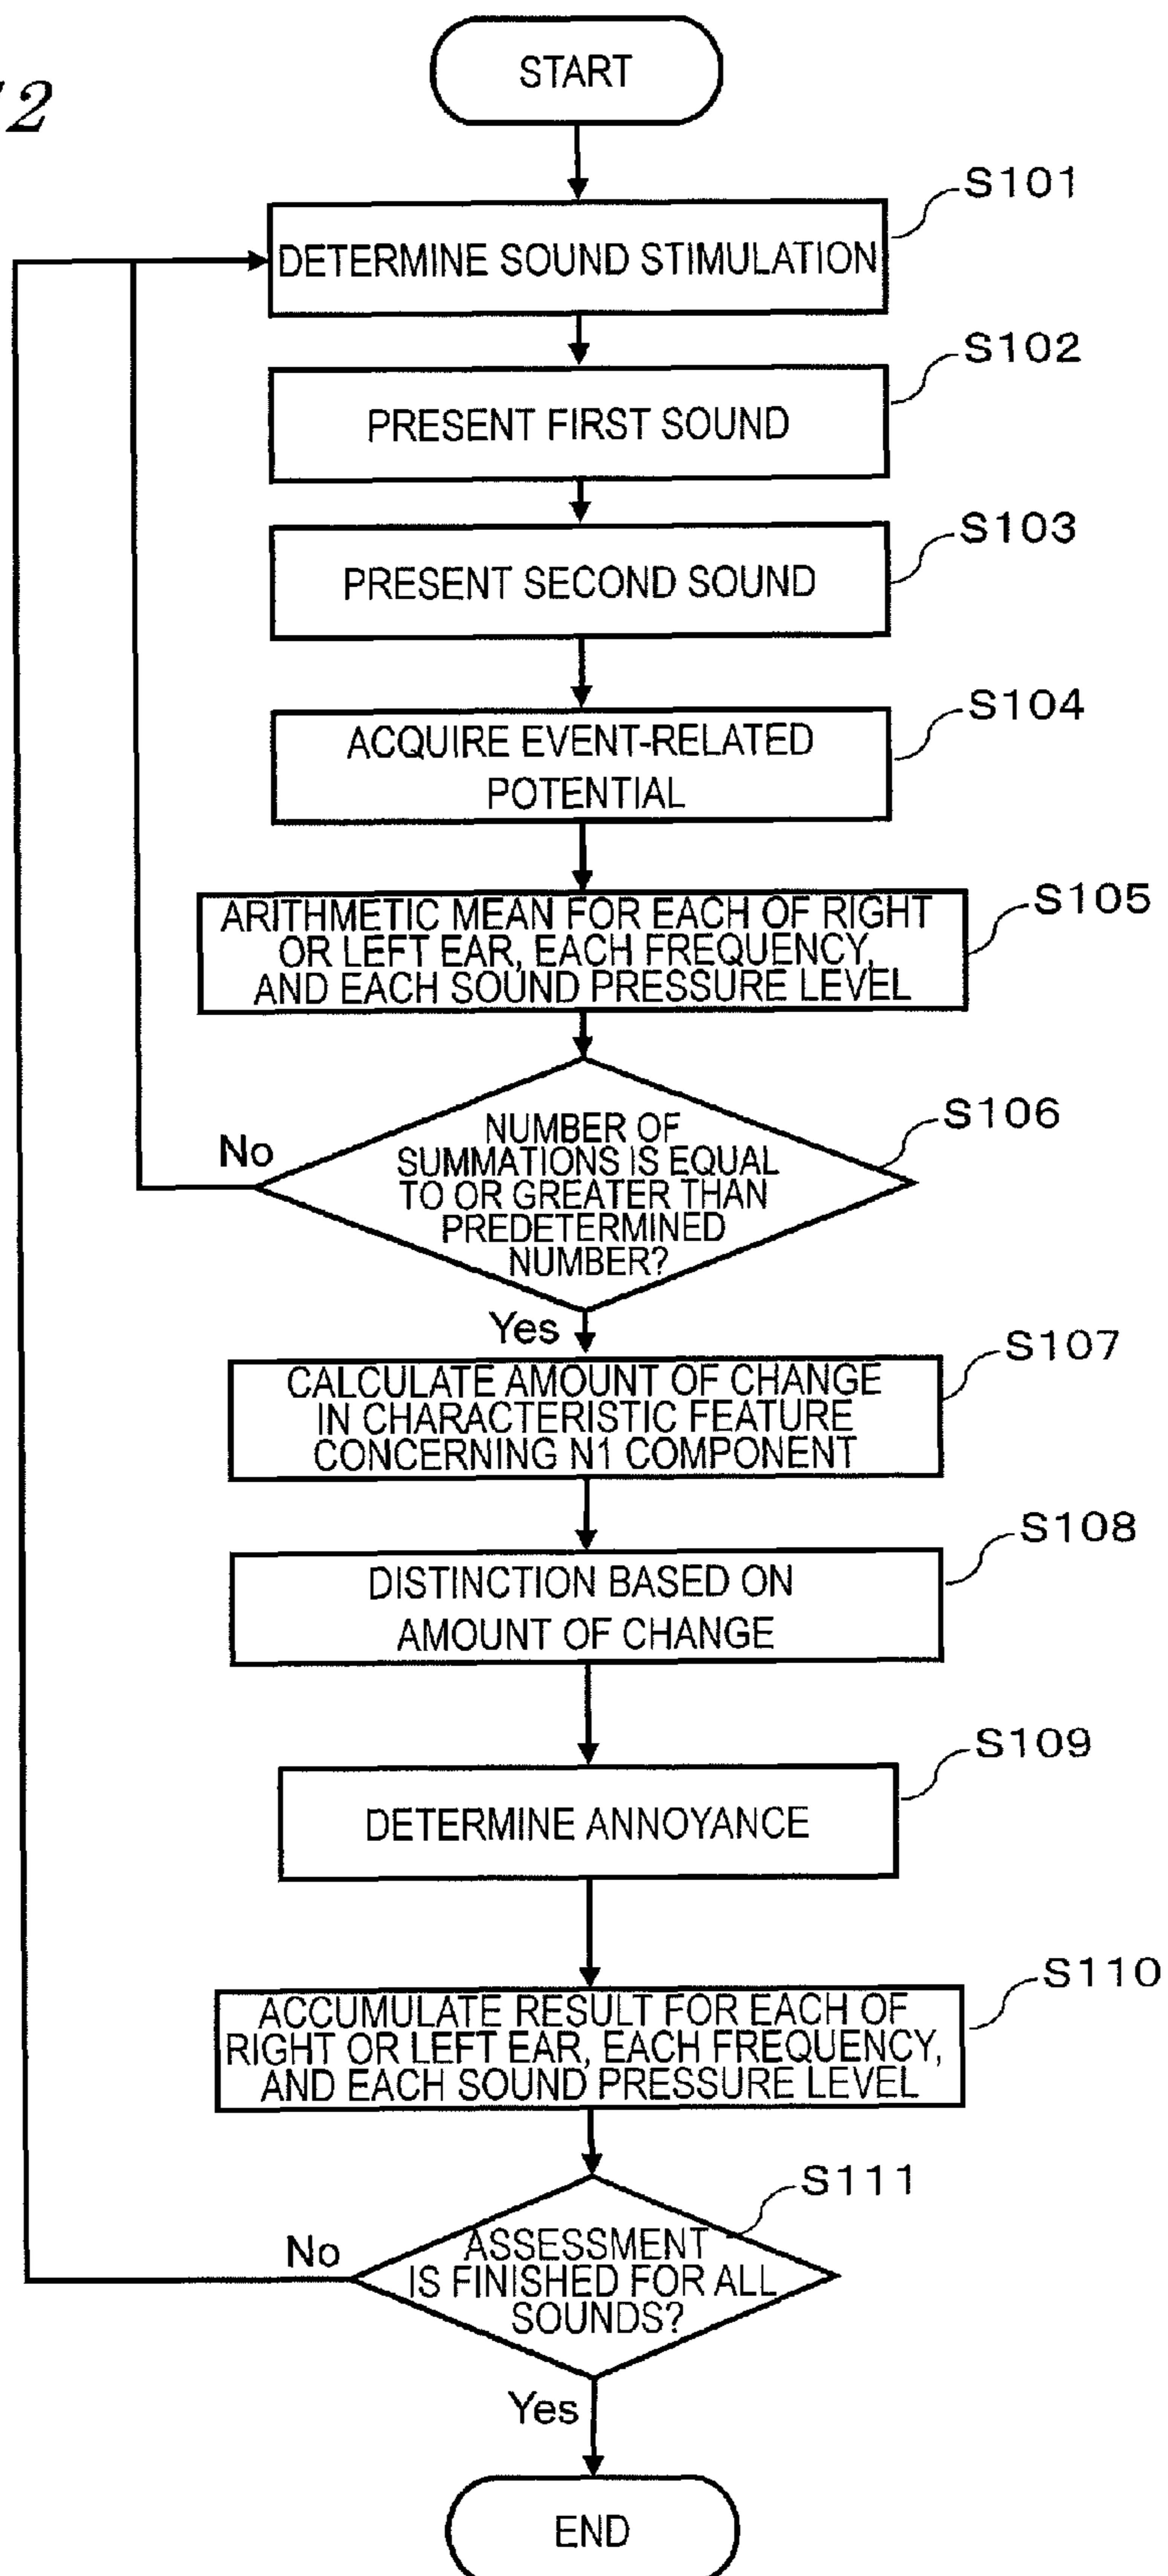 12
START
S101
DETERMINE SOUND STIMULATION
S102
PRESENT FIRST SOUND
S103
PRESENT SECOND SOUND
S104
ACQUIRE EVENT-RELATED
POTENTIAL
S105
ARITHMETIC MEAN FOR EACH OF RIGHT
OR LEFT EAR, EACH FREQUENCY,
AND EACH SOUND PRESSURE LEVEL
S106
NUMBER OF
SUMMATIONS IS EQUAL
TO OR GREATER THAN
PREDETERMINED
NUMBER?
No
Yes
S107
CALCULATE AMOUNT OF CHANGE
IN CHARACTERISTIC FEATURE
CONCERNING N1 COMPONENT
S108
DISTINCTION BASED ON
AMOUNT OF CHANGE
S109
DETERMINE ANNOYANCE
S110
ACCUMULATE RESULT FOR EACH OF
RIGHT OR LEFT EAR, EACH FREQUENCY,
AND EACH SOUND PRESSURE LEVEL
S111
ASSESSMENT
IS FINISHED FOR ALL
SOUNDS?
No
Yes
END